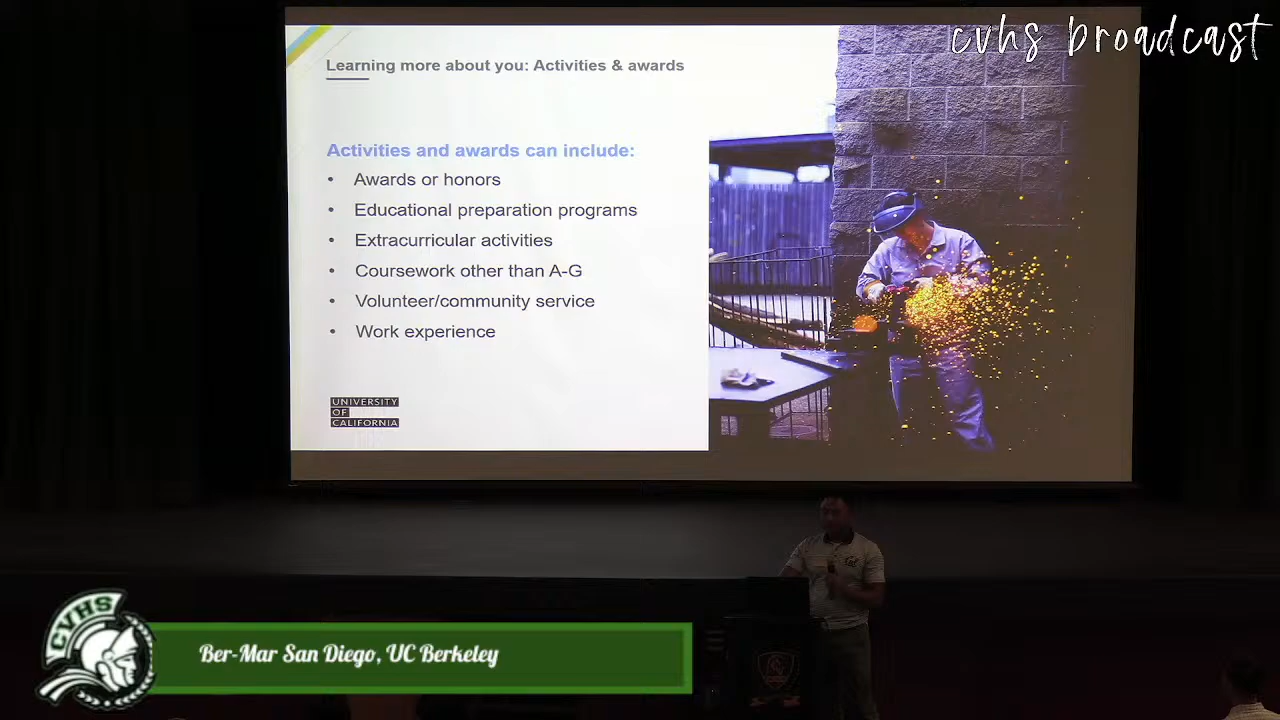 cvhs broadcast
Learning more about you: Activities & awards
Activities and awards can include:
• Awards or honors
• Educational preparation programs
• Extracurricular activities
• Coursework other than A-G
• Volunteer/community service
• Work experience
UNIVERSITY
OF
CALIFORNIA
Cal
CVHS
Ber-Mar San Diego, UC Berkeley